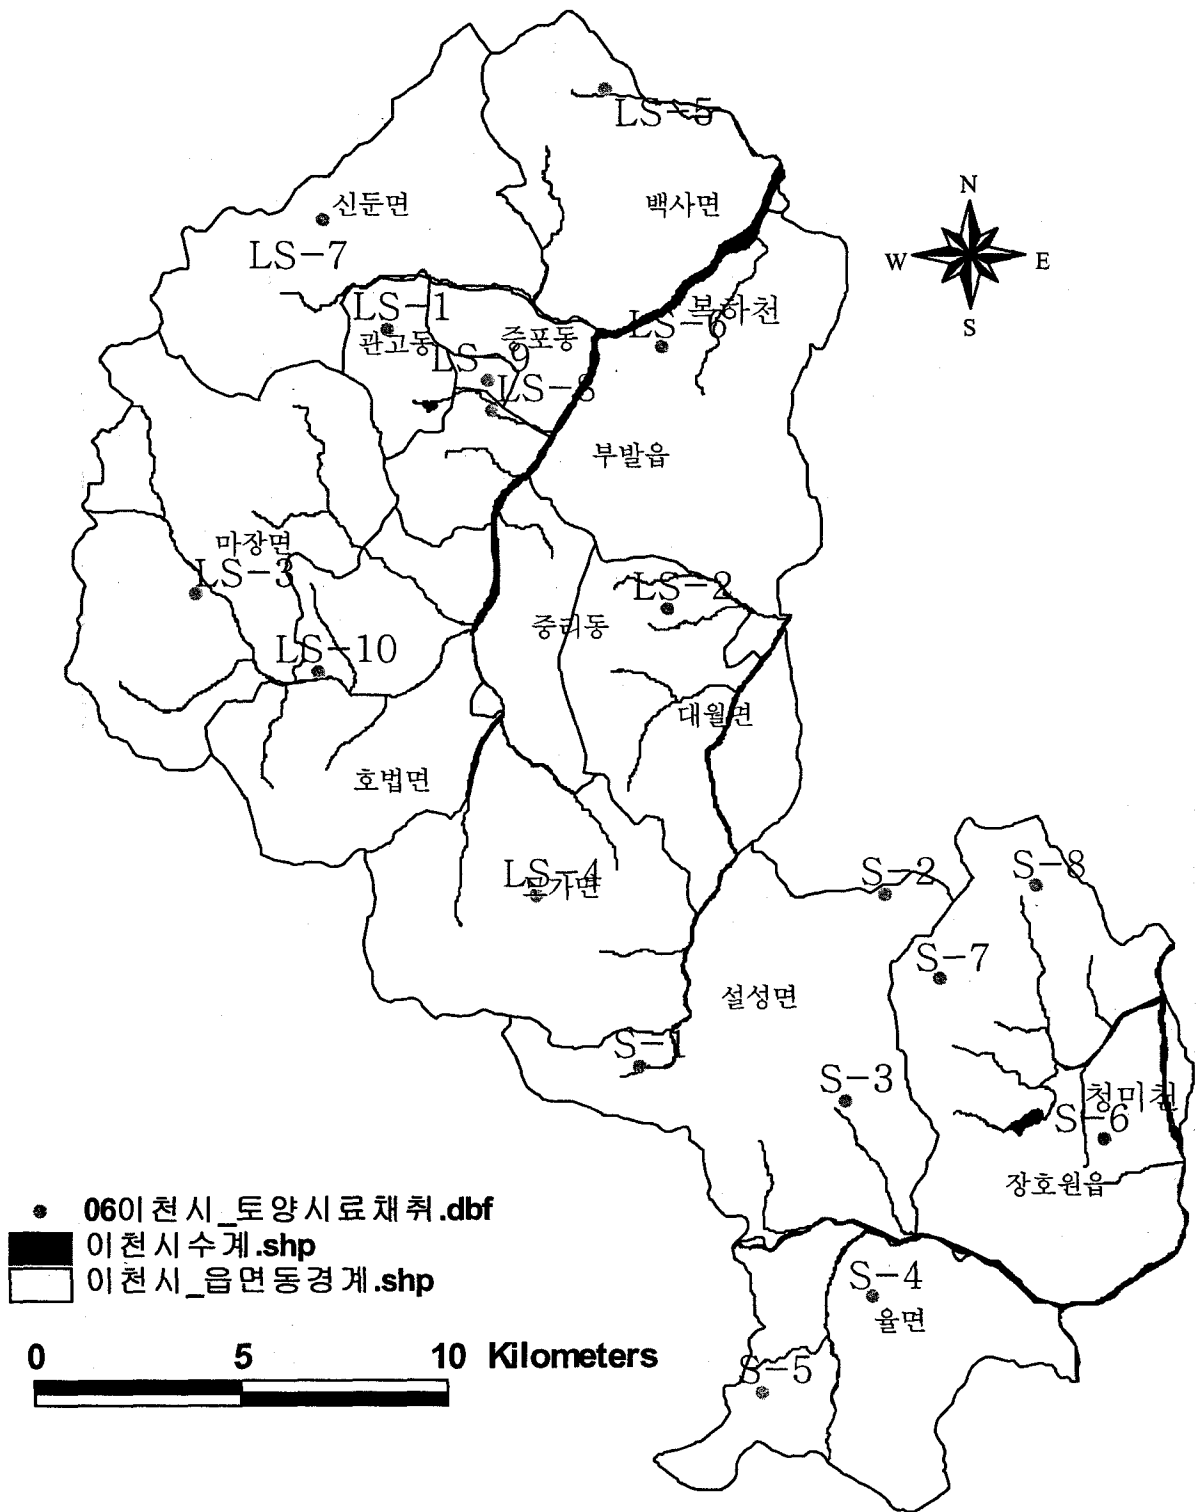 LS-5
N
신둔면
백사면
W
E
LS-7
S
LS-1
복하천
LS-6
관고동
중포동
LS-9
LS-8
부발읍
마장면
LS-3
LS-2
중리동
LS-10
대월면
호법면
LS-4
모가면
S-2
S-8
S-7
설성면
S-1
S-3
청미천
S-6
장호원읍
06이천시_토양시료채취.dbf
이천시수계.shp
이천시_읍면동경계.shp
S-4
율면
0 5 10 Kilometers
S-5